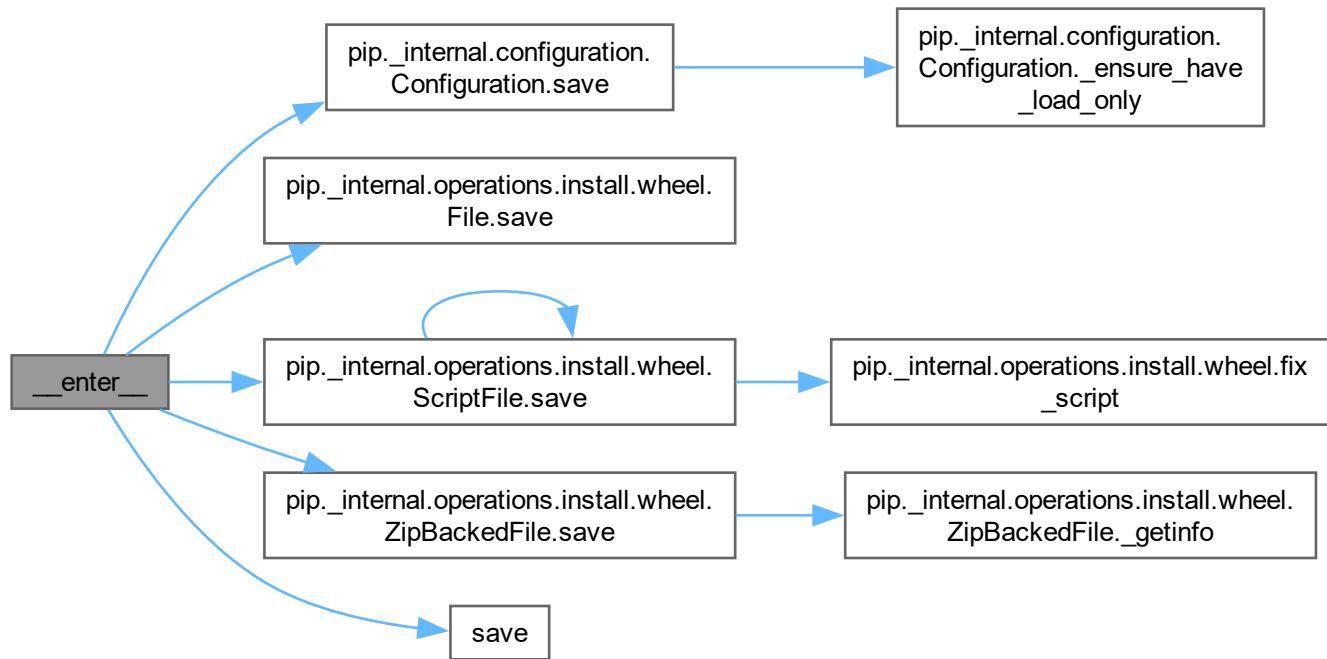 pip._internal.configuration.
Configuration.save
pip._internal.configuration.
Configuration._ensure_have
_load_only
pip._internal.operations.install.wheel.
File.save
__enter__
pip._internal.operations.install.wheel.
ScriptFile.save
pip._internal.operations.install.wheel.fix
_script
pip._internal.operations.install.wheel.
ZipBackedFile.save
pip._internal.operations.install.wheel.
ZipBackedFile._getinfo
save